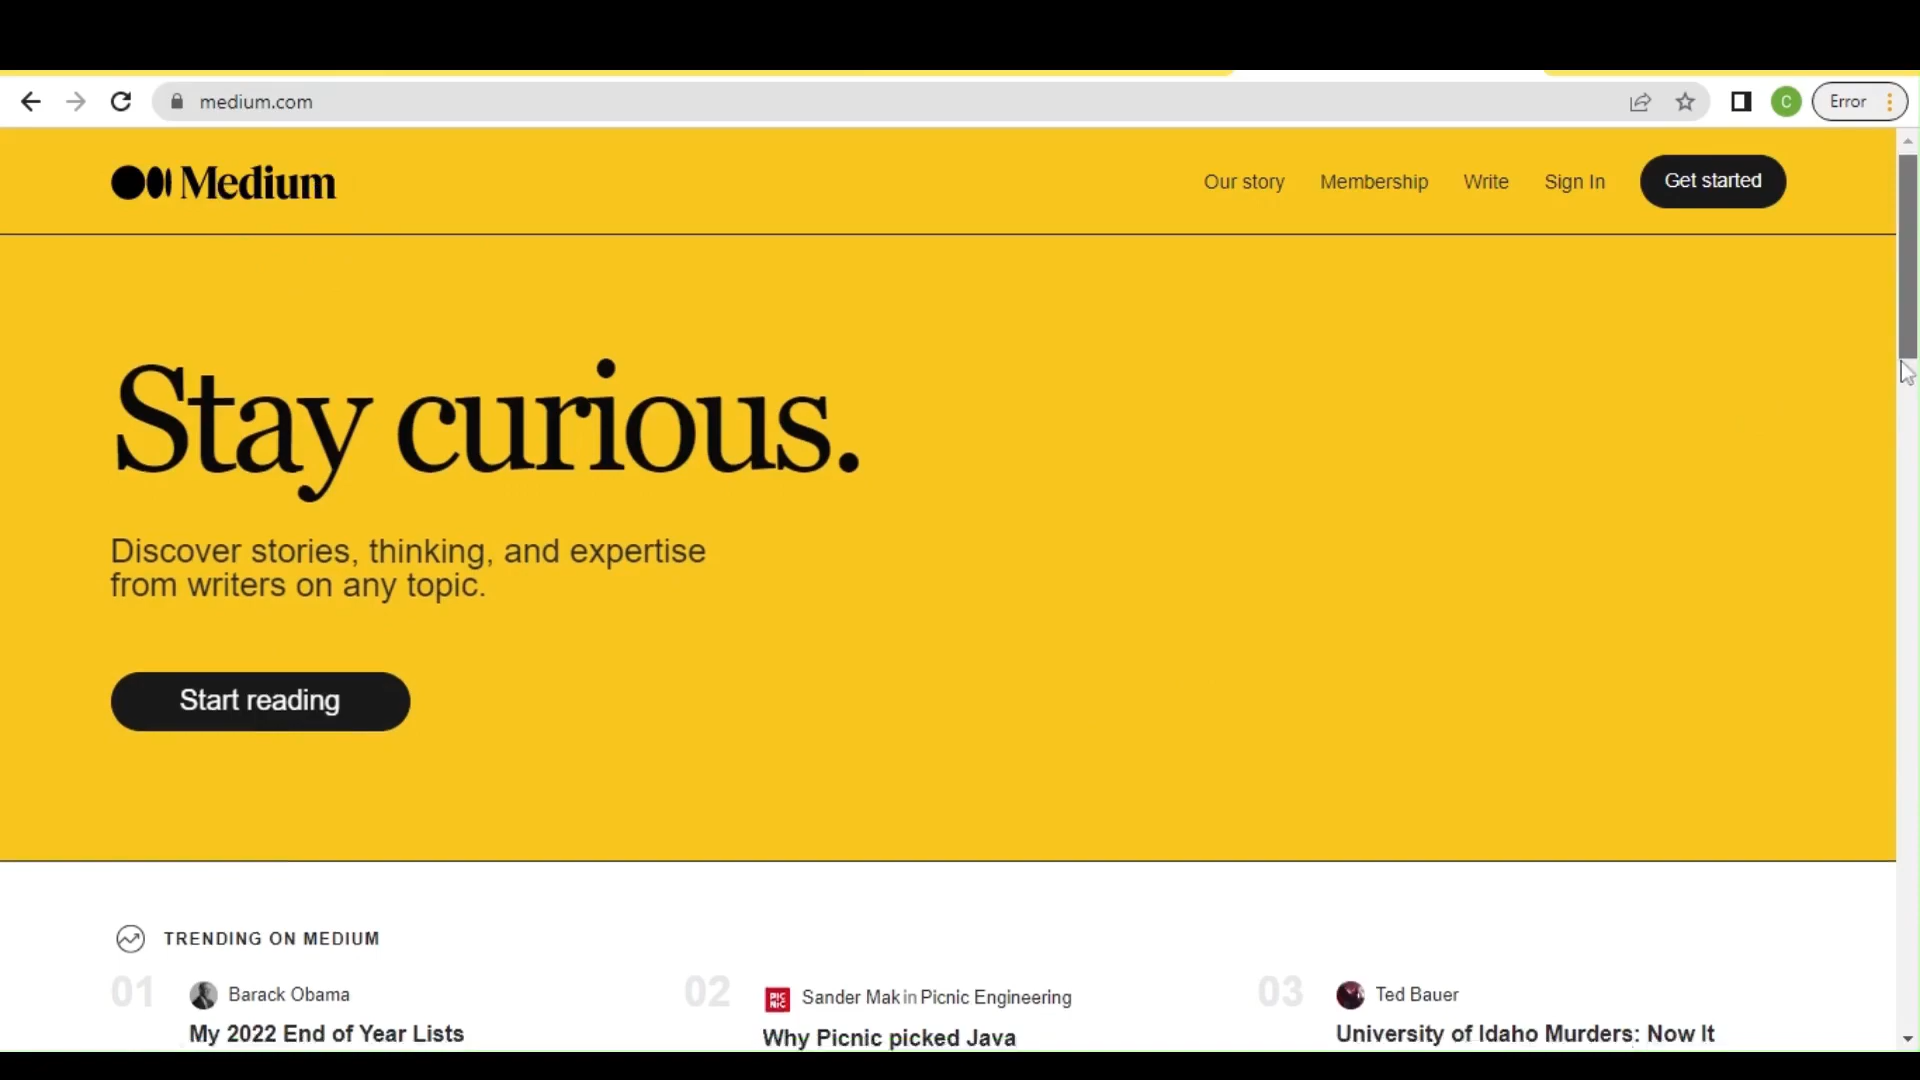 medium.com
C
Error
Medium
Our story
Membership
Write
Sign In
Get started
Stay curious.
Discover stories, thinking, and expertise
from writers on any topic.
Start reading
TRENDING ON MEDIUM
01
Barack Obama
My 2022 End of Year Lists
02
PIC
NIC
Sander Mak in Picnic Engineering
Why Picnic picked Java
03
Ted Bauer
University of Idaho Murders: Now It